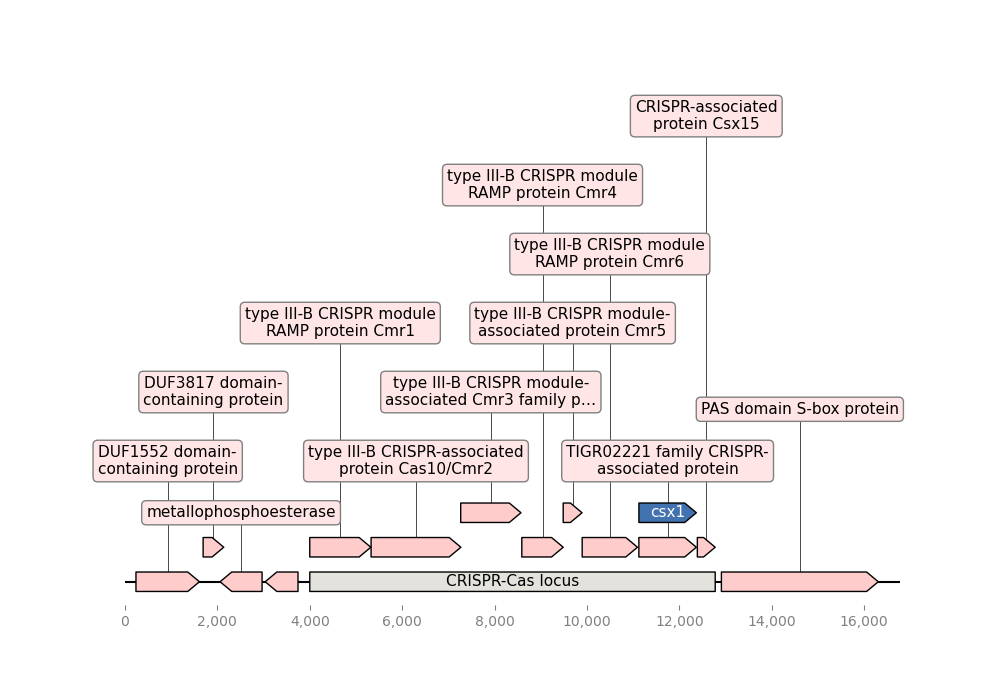 CRISPR-associated
protein Csx15
type III-B CRISPR module
RAMP protein Cmr4
type III-B CRISPR module
RAMP protein Cmr6
type III-B CRISPR module
RAMP protein Cmr1
type III-B CRISPR module-
associated protein Cmr5
DUF3817 domain-
containing protein
type III-B CRISPR module-
associated Cmr3 family p…
PAS domain S-box protein
DUF1552 domain-
containing protein
type III-B CRISPR-associated
protein Cas10/Cmr2
TIGR02221 family CRISPR-
associated protein
metallophosphoesterase
csx1
CRISPR-Cas locus
0 2,000 4,000 6,000 8,000 10,000 12,000 14,000 16,000